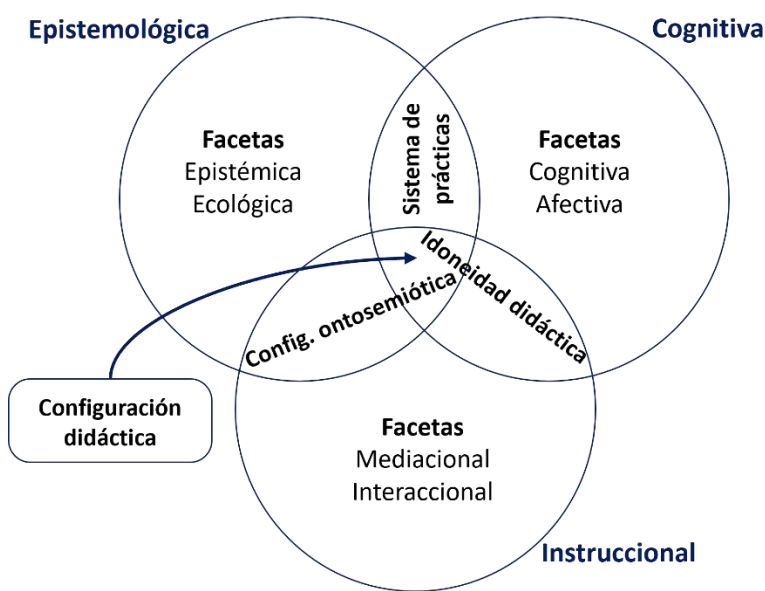 Epistemológica
Cognitiva
Facetas
Epistémica
Ecológica
Sistema de
prácticas
Facetas
Cognitiva
Afectiva
Idoneidad didáctica
Config. ontosemiótica
Configuración
didáctica
Facetas
Mediacional
Interaccional
Instruccional